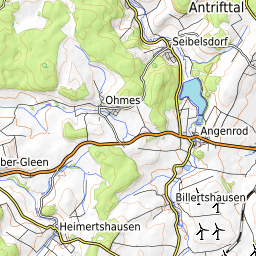 Antrifttal
Seibelsdorf
Ohmes
Angenrod
ber-Gleen
Billertshausen
Heimertshausen